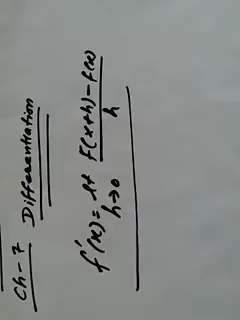 Ch-7 Differentiation
f'(x) = lt f(x+h)-f(x)
h→0 h